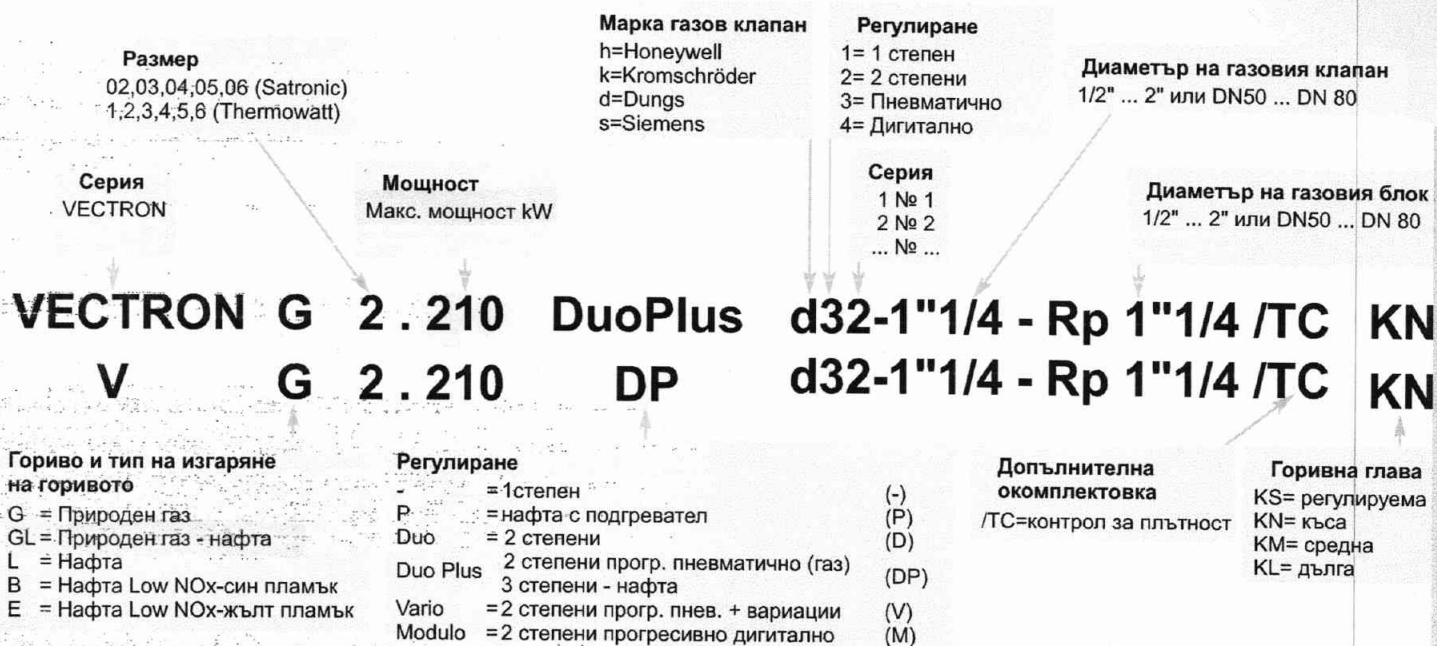 Размер
02,03,04,05,06 (Satronic)
1,2,3,4,5,6 (Thermowatt)
Марка газов клапан
h=Honeywell
k=Kromschröder
d=Dungs
s=Siemens
Регулиране
1= 1 степен
2= 2 степени
3= Пневматично
4= Дигитално
Диаметър на газовия клапан
1/2" ... 2" или DN50 ... DN 80
Серия
VECTRON
Мощност
Макс. мощност kW
Серия
1 № 1
2 № 2
... № ...
Диаметър на газовия блок
1/2" ... 2" или DN50 ... DN 80
VECTRON G 2 . 210 DuoPlus d32-1"1/4 - Rp 1"1/4 /TC KN
V G 2 . 210 DP d32-1"1/4 - Rp 1"1/4 /TC KN
Гориво и тип на изгаряне
на горивото
G = Природен газ
GL = Природен газ - нафта
L = Нафта
B = Нафта Low NOx-син пламък
E = Нафта Low NOx-жълт пламък
Регулиране
- = 1степен (-)
P = нафта с подгревател (P)
Duo = 2 степени (D)
Duo Plus 2 степени прогр. пневматично (газ)
3 степени - нафта (DP)
Vario = 2 степени прогр. пнев. + вариации (V)
Modulo = 2 степени прогресивно дигитално (M)
Допълнителна
окомплектовка
/TC=контрол за плътност
Горивна глава
KS= регулируема
KN= къса
KM= средна
KL= дълга